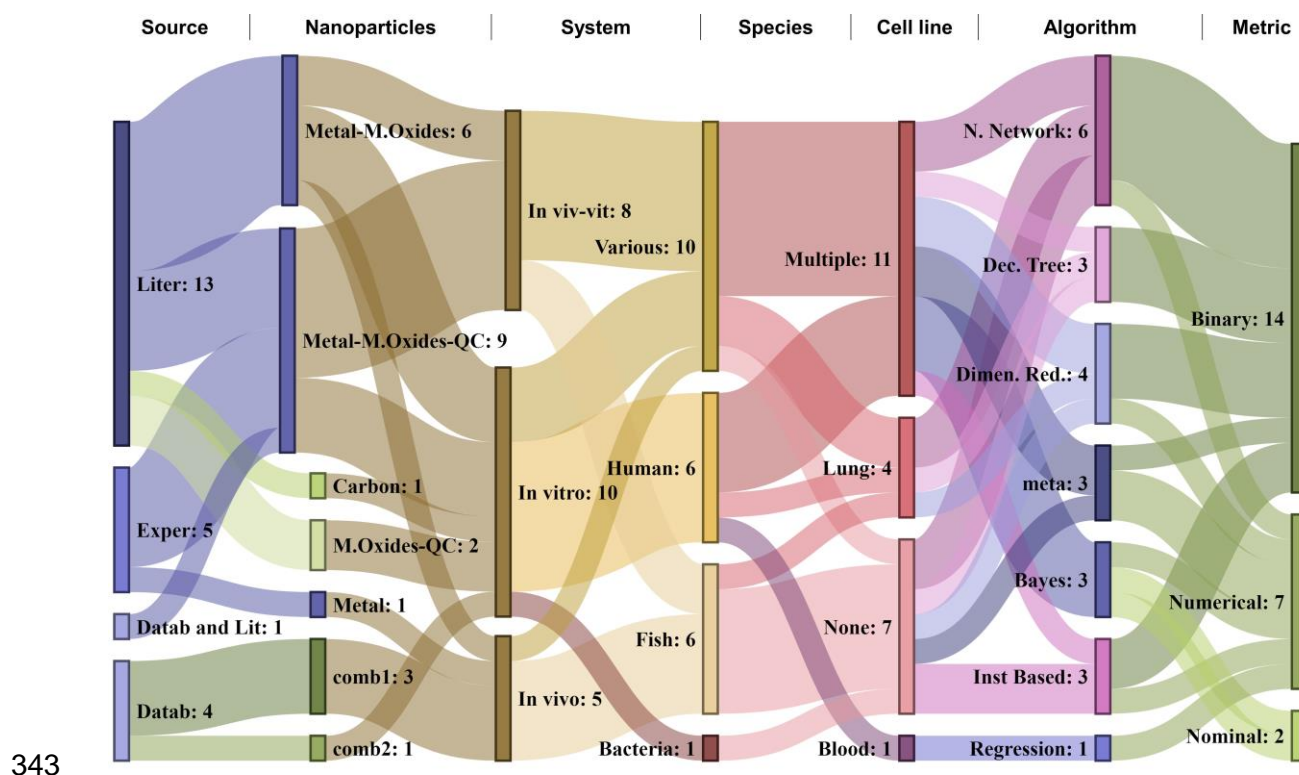 Source | Nanoparticles | System | Species | Cell line | Algorithm | Metric
Liter: 13
Exper: 5
Datab and Lit: 1
Datab: 4
Metal-M.Oxides: 6
Metal-M.Oxides-QC: 9
Carbon: 1
M.Oxides-QC: 2
Metal: 1
comb1: 3
comb2: 1
In viv-vit: 8
In vitro: 10
In vivo: 5
Various: 10
Human: 6
Fish: 6
Bacteria: 1
Multiple: 11
Lung: 4
None: 7
Blood: 1
N. Network: 6
Dec. Tree: 3
Dimen. Red.: 4
meta: 3
Bayes: 3
Inst Based: 3
Regression: 1
Binary: 14
Numerical: 7
Nominal: 2
343